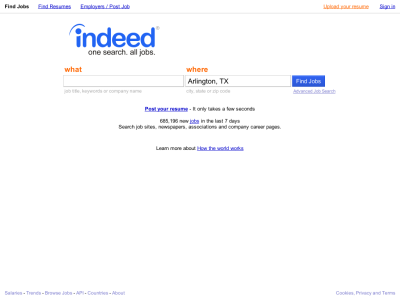 Find Jobs Find Resumes Employers / Post Job Upload your resume Sign in
indeed®
one search. all jobs.
what where
Arlington, TX Find Jobs
job title, keywords or company name city, state or zip code Advanced Job Search
Post your resume - It only takes a few seconds
685,196 new jobs in the last 7 days
Search job sites, newspapers, associations and company career pages.
Learn more about How the world works
Salaries - Trends - Browse Jobs - API - Countries - About Cookies, Privacy and Terms